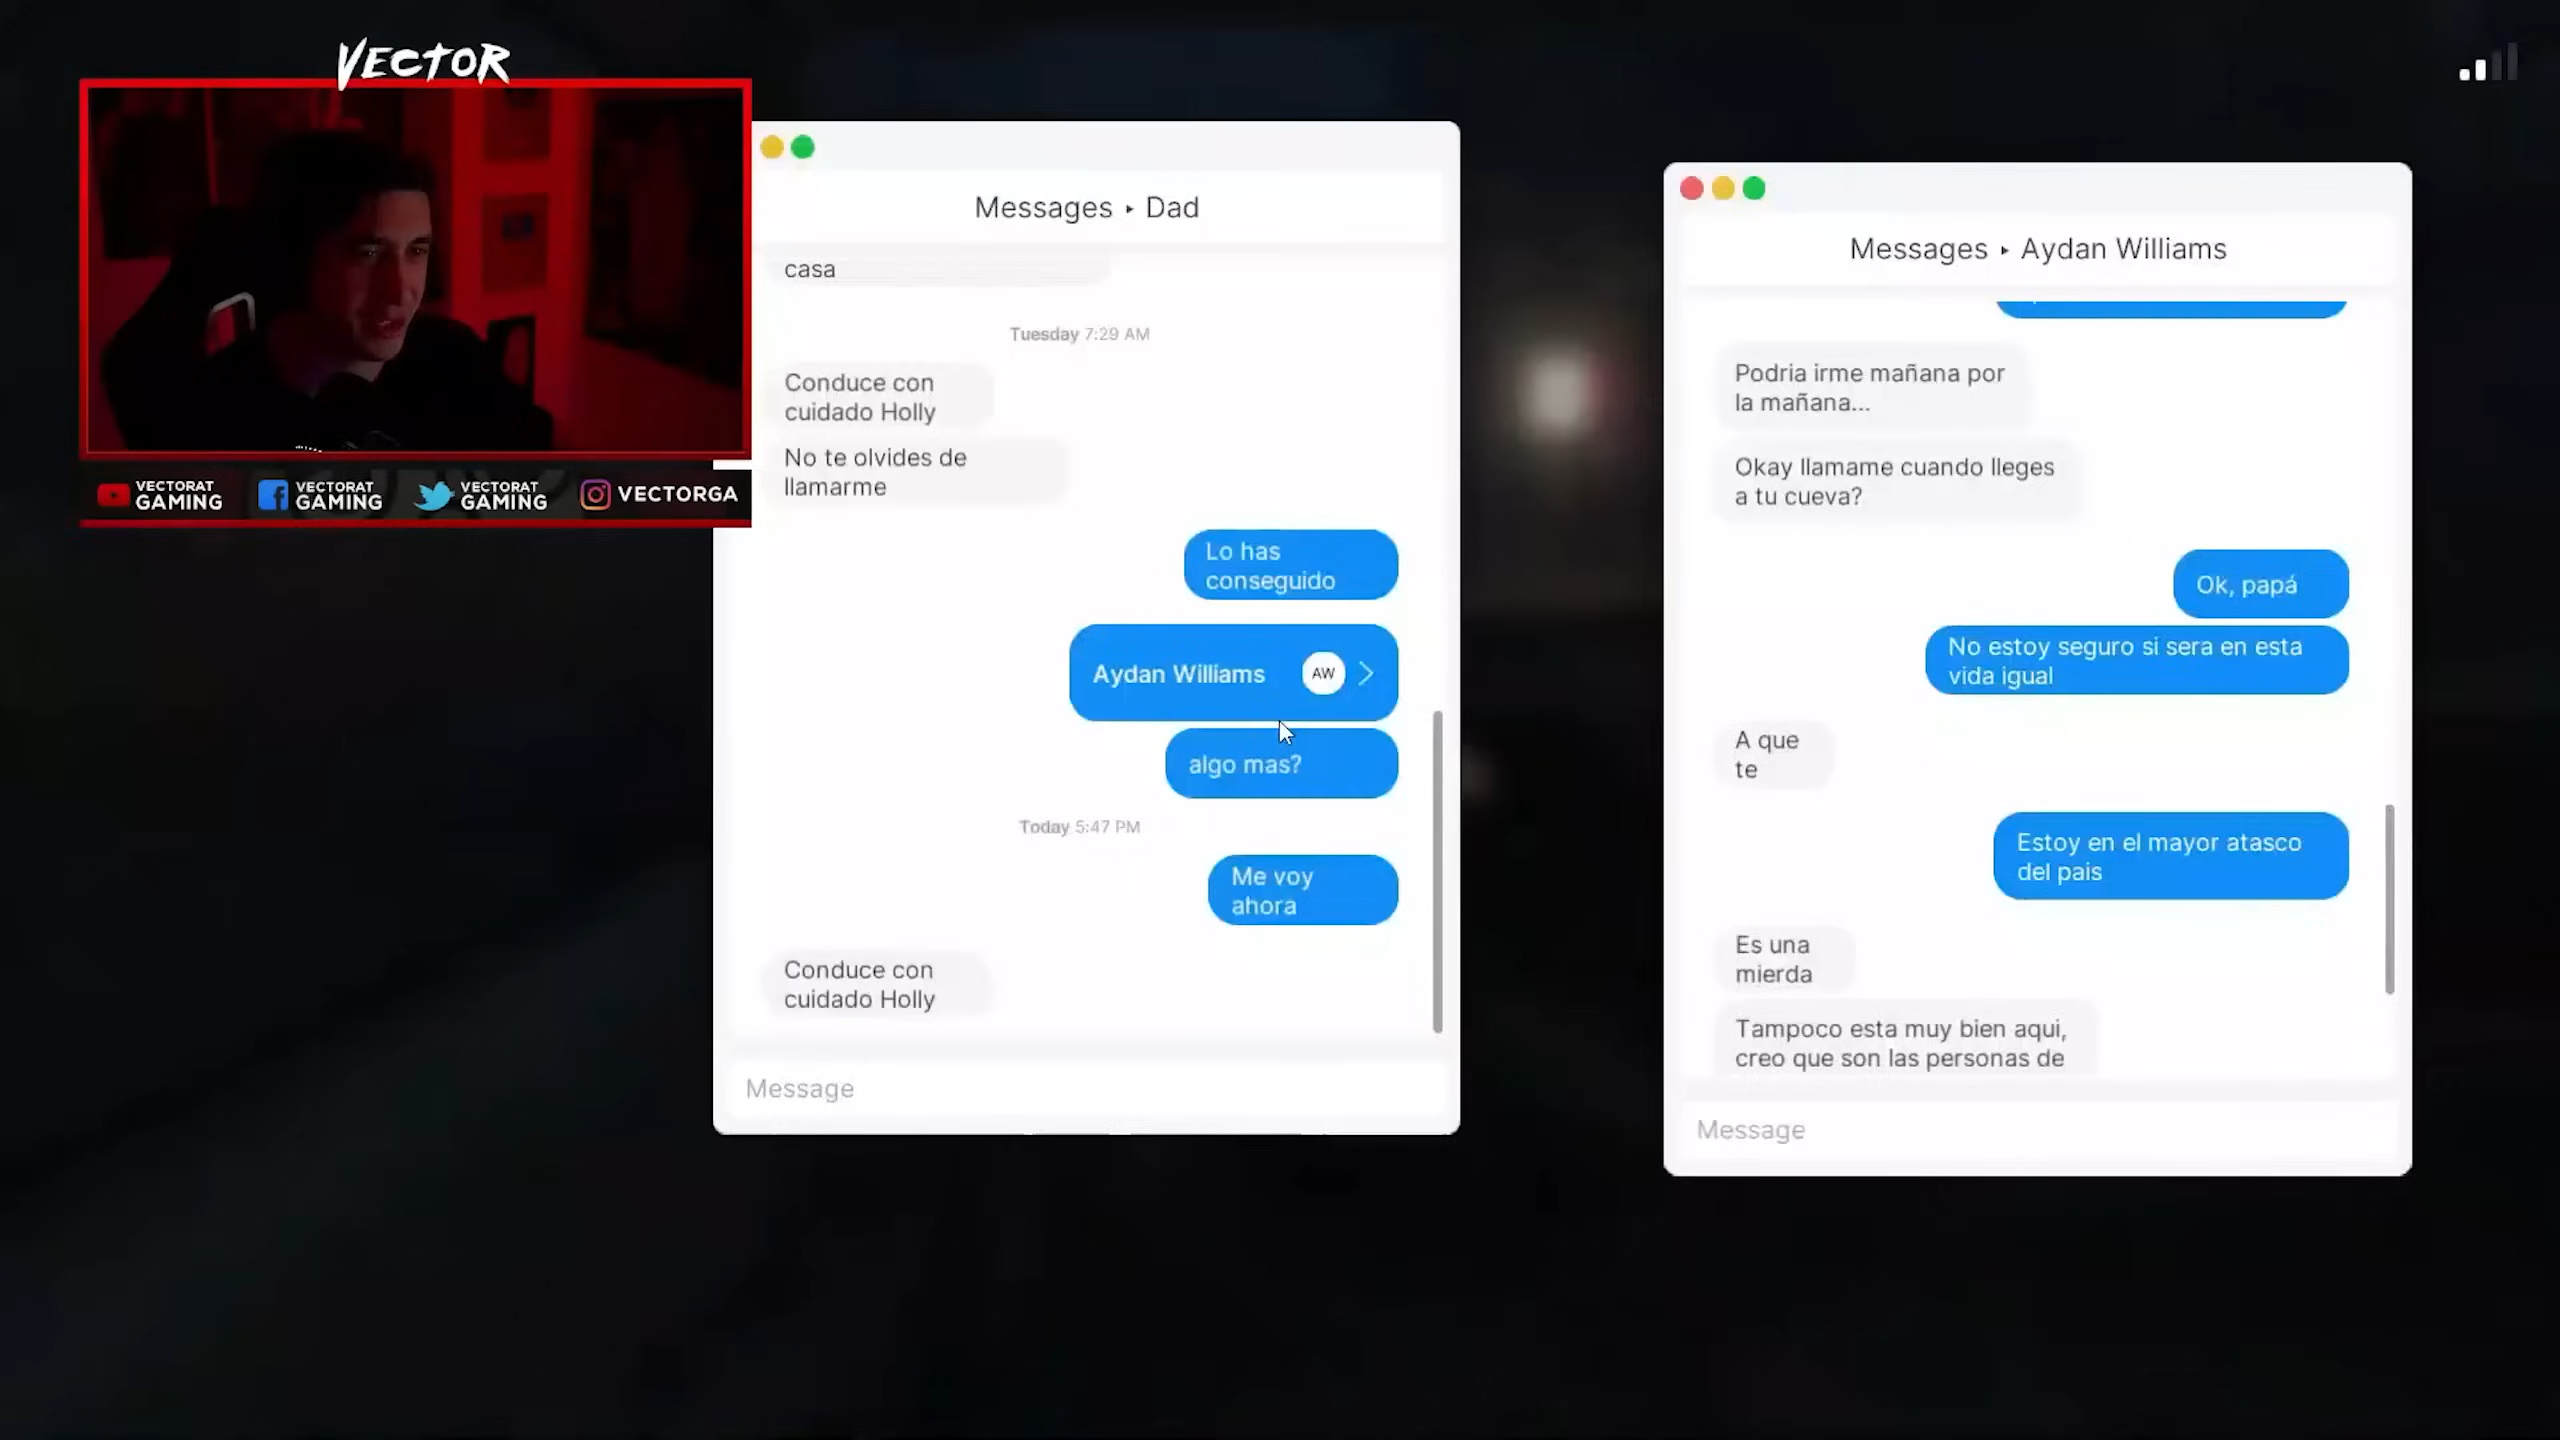 VECTOR
VECTORAT
GAMING
VECTORAT
GAMING
VECTORAT
GAMING
VECTORGA
Messages ▸ Dad
casa
Tuesday 7:29 AM
Conduce con
cuidado Holly
No te olvides de
llamarme
Lo has
conseguido
Aydan Williams
AW
algo mas?
Today 5:47 PM
Me voy
ahora
Conduce con
cuidado Holly
Message
Messages ▸ Aydan Williams
Podria irme mañana por
la mañana...
Okay llamame cuando lleges
a tu cueva?
Ok, papá
No estoy seguro si sera en esta
vida igual
A que
te
Estoy en el mayor atasco
del pais
Es una
mierda
Tampoco esta muy bien aqui,
creo que son las personas de
Message